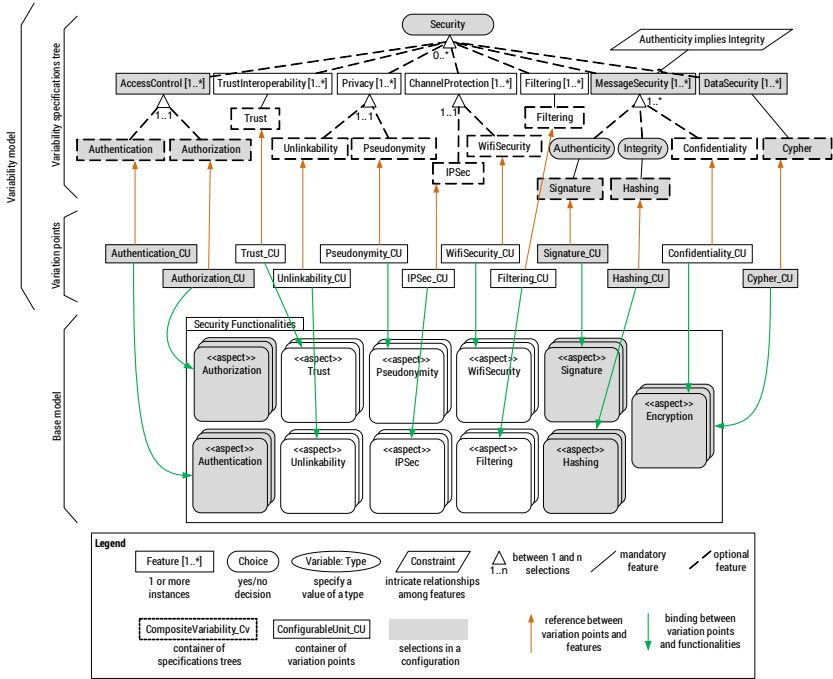 Security
Authenticity implies Integrity
0..*
AccessControl [1..*]
TrustInteroperability [1..*]
Privacy [1..*]
ChannelProtection [1..*]
Filtering [1..*]
MessageSecurity [1..*]
DataSecurity [1..*]
1..1
1..1
1..1
1..*
Trust
Filtering
Authentication
Authorization
Unlinkability
Pseudonymity
WifiSecurity
Authenticity
Integrity
Confidentiality
Cypher
IPSec
Signature
Hashing
Variability model
Variability specifications tree
Variation points
Base model
Authentication_CU
Trust_CU
Pseudonymity_CU
WifiSecurity_CU
Signature_CU
Confidentiality_CU
Authorization_CU
Unlinkability_CU
IPSec_CU
Filtering_CU
Hashing_CU
Cypher_CU
Security Functionalities
<<aspect>>
Authorization
<<aspect>>
Trust
<<aspect>>
Pseudonymity
<<aspect>>
WifiSecurity
<<aspect>>
Signature
<<aspect>>
Encryption
<<aspect>>
Authentication
<<aspect>>
Unlinkability
<<aspect>>
IPSec
<<aspect>>
Filtering
<<aspect>>
Hashing
Legend
Feature [1..*]
1 or more
instances
Choice
yes/no
decision
Variable: Type
specify a
value of a type
Constraint
intricate relationships
among features
1..n
between 1 and n
selections
mandatory
feature
optional
feature
CompositeVariability_Cv
container of
specifications trees
ConfigurableUnit_CU
container of
variation points
selections in a
configuration
reference between
variation points and
features
binding between
variation points
and functionalities